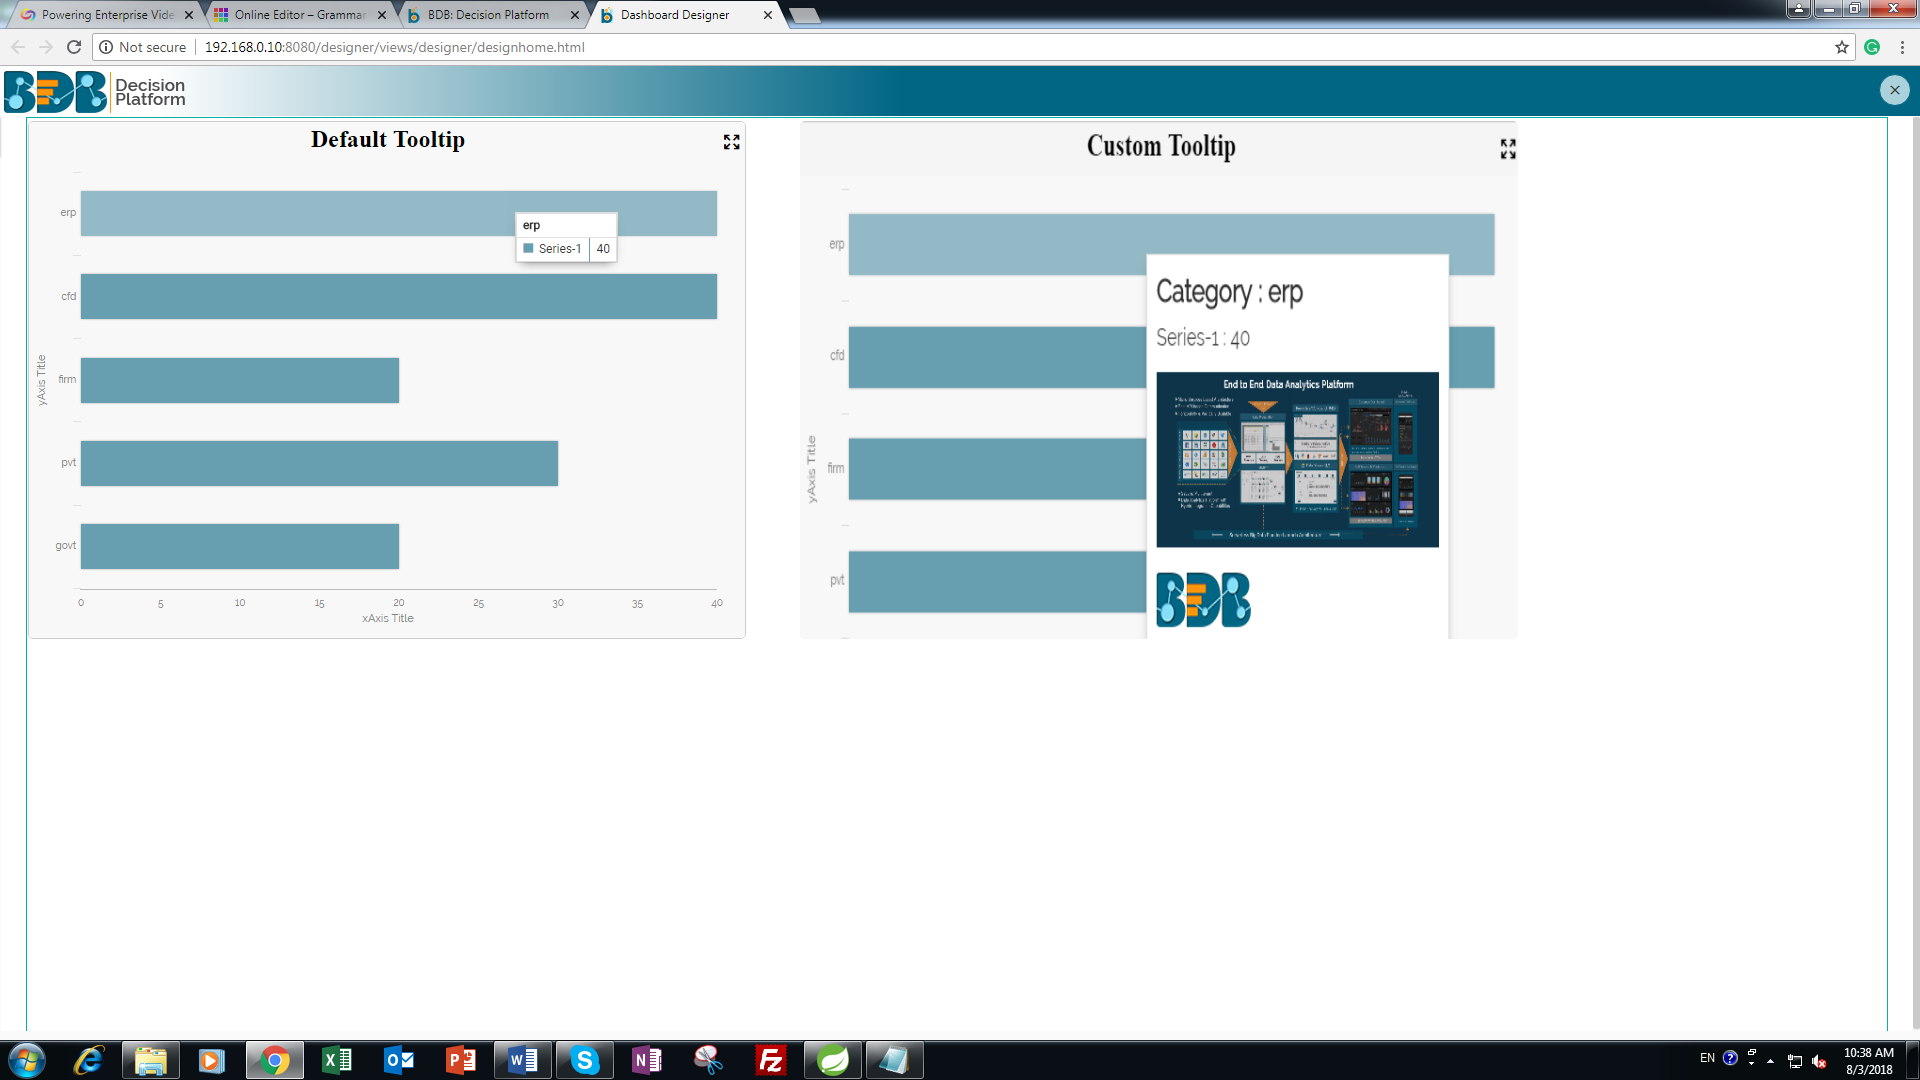 Powering Enterprise Vide
Online Editor – Grammar
BDB: Decision Platform
Dashboard Designer
Not secure
192.168.0.10:8080/designer/views/designer/designhome.html
BDB
Decision
Platform
Default Tooltip
erp
cfd
firm
pvt
govt
yAxis Title
erp
Series-1 40
0 5 10 15 20 25 30 35 40
xAxis Title
Custom Tooltip
erp
cfd
firm
pvt
yAxis Title
Category : erp
Series-1 : 40
End to End Data Analytics Platform
BDB
EN
10:38 AM
8/3/2018